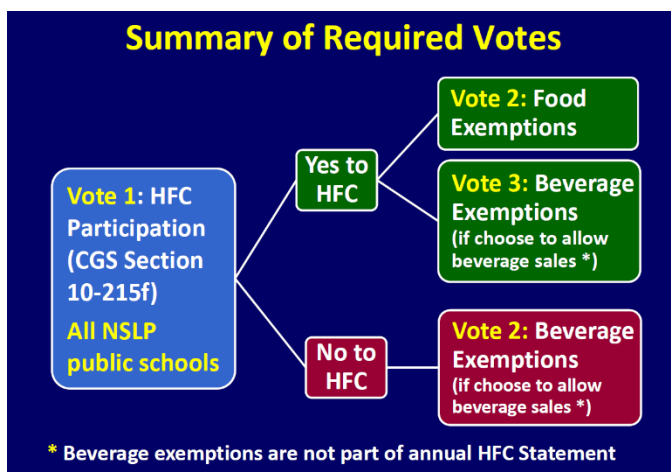 Summary of Required Votes
Vote 1: HFC
Participation
(CGS Section
10-215f)
All NSLP
public schools
Yes to
HFC
Vote 2: Food
Exemptions
Vote 3: Beverage
Exemptions
(if choose to allow
beverage sales *)
No to
HFC
Vote 2: Beverage
Exemptions
(if choose to allow
beverage sales *)
* Beverage exemptions are not part of annual HFC Statement